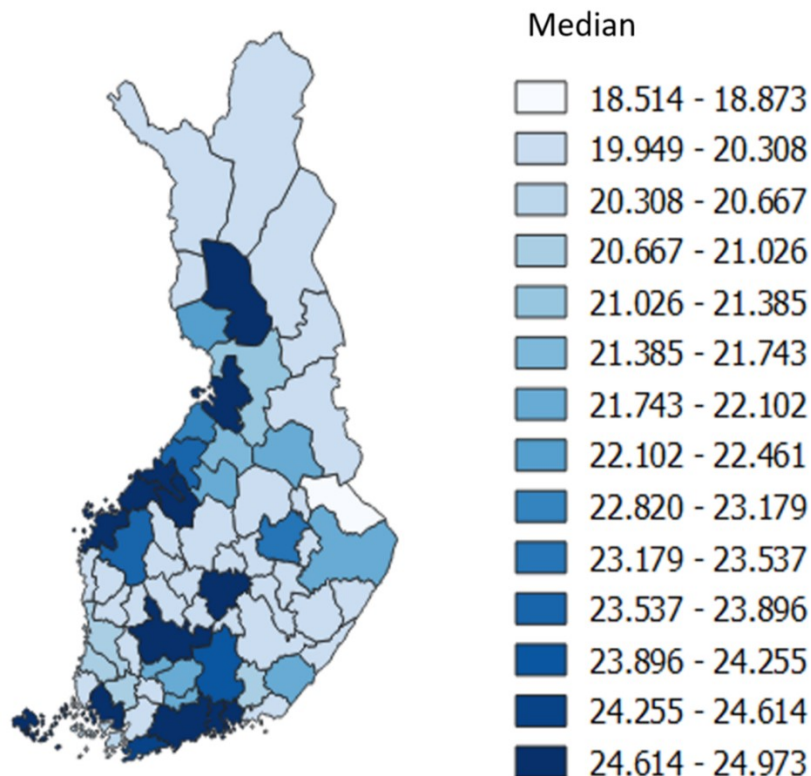 Median
18.514 - 18.873
19.949 - 20.308
20.308 - 20.667
20.667 - 21.026
21.026 - 21.385
21.385 - 21.743
21.743 - 22.102
22.102 - 22.461
22.820 - 23.179
23.179 - 23.537
23.537 - 23.896
23.896 - 24.255
24.255 - 24.614
24.614 - 24.973